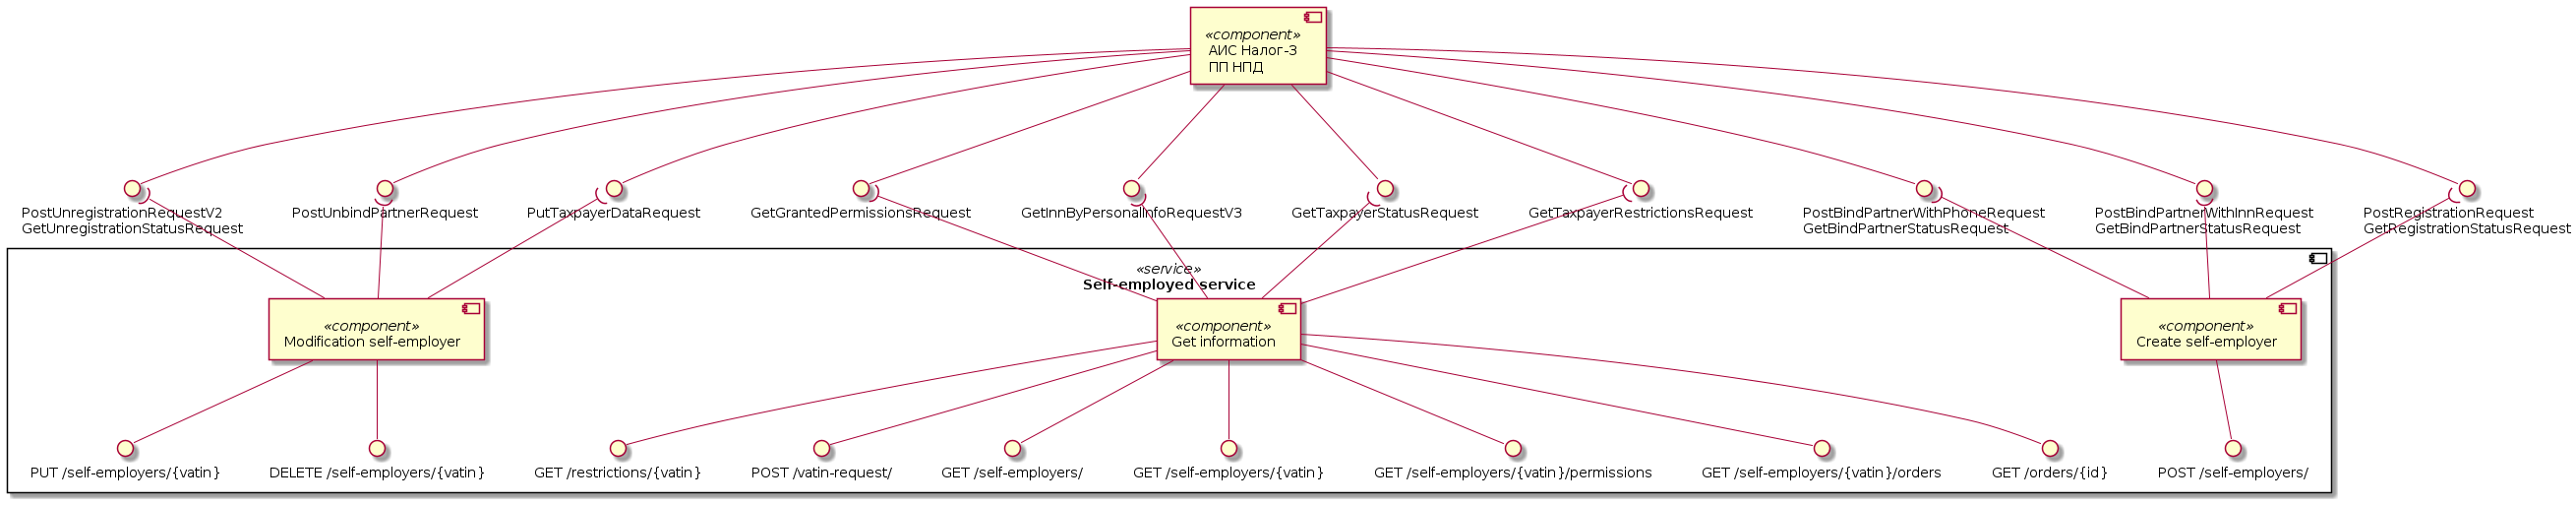 «component»
АИС Налог-3
ПП НПД
PostUnregistrationRequestV2
GetUnregistrationStatusRequest
PostUnbindPartnerRequest
PutTaxpayerDataRequest
GetGrantedPermissionsRequest
GetInnByPersonalInfoRequestV3
GetTaxpayerStatusRequest
GetTaxpayerRestrictionsRequest
PostBindPartnerWithPhoneRequest
GetBindPartnerStatusRequest
PostBindPartnerWithInnRequest
GetBindPartnerStatusRequest
PostRegistrationRequest
GetRegistrationStatusRequest
«service»
Self-employed service
«component»
Modification self-employer
«component»
Get information
«component»
Create self-employer
PUT /self-employers/{vatin}
DELETE /self-employers/{vatin}
GET /restrictions/{vatin}
POST /vatin-request/
GET /self-employers/
GET /self-employers/{vatin}
GET /self-employers/{vatin}/permissions
GET /self-employers/{vatin}/orders
GET /orders/{id}
POST /self-employers/